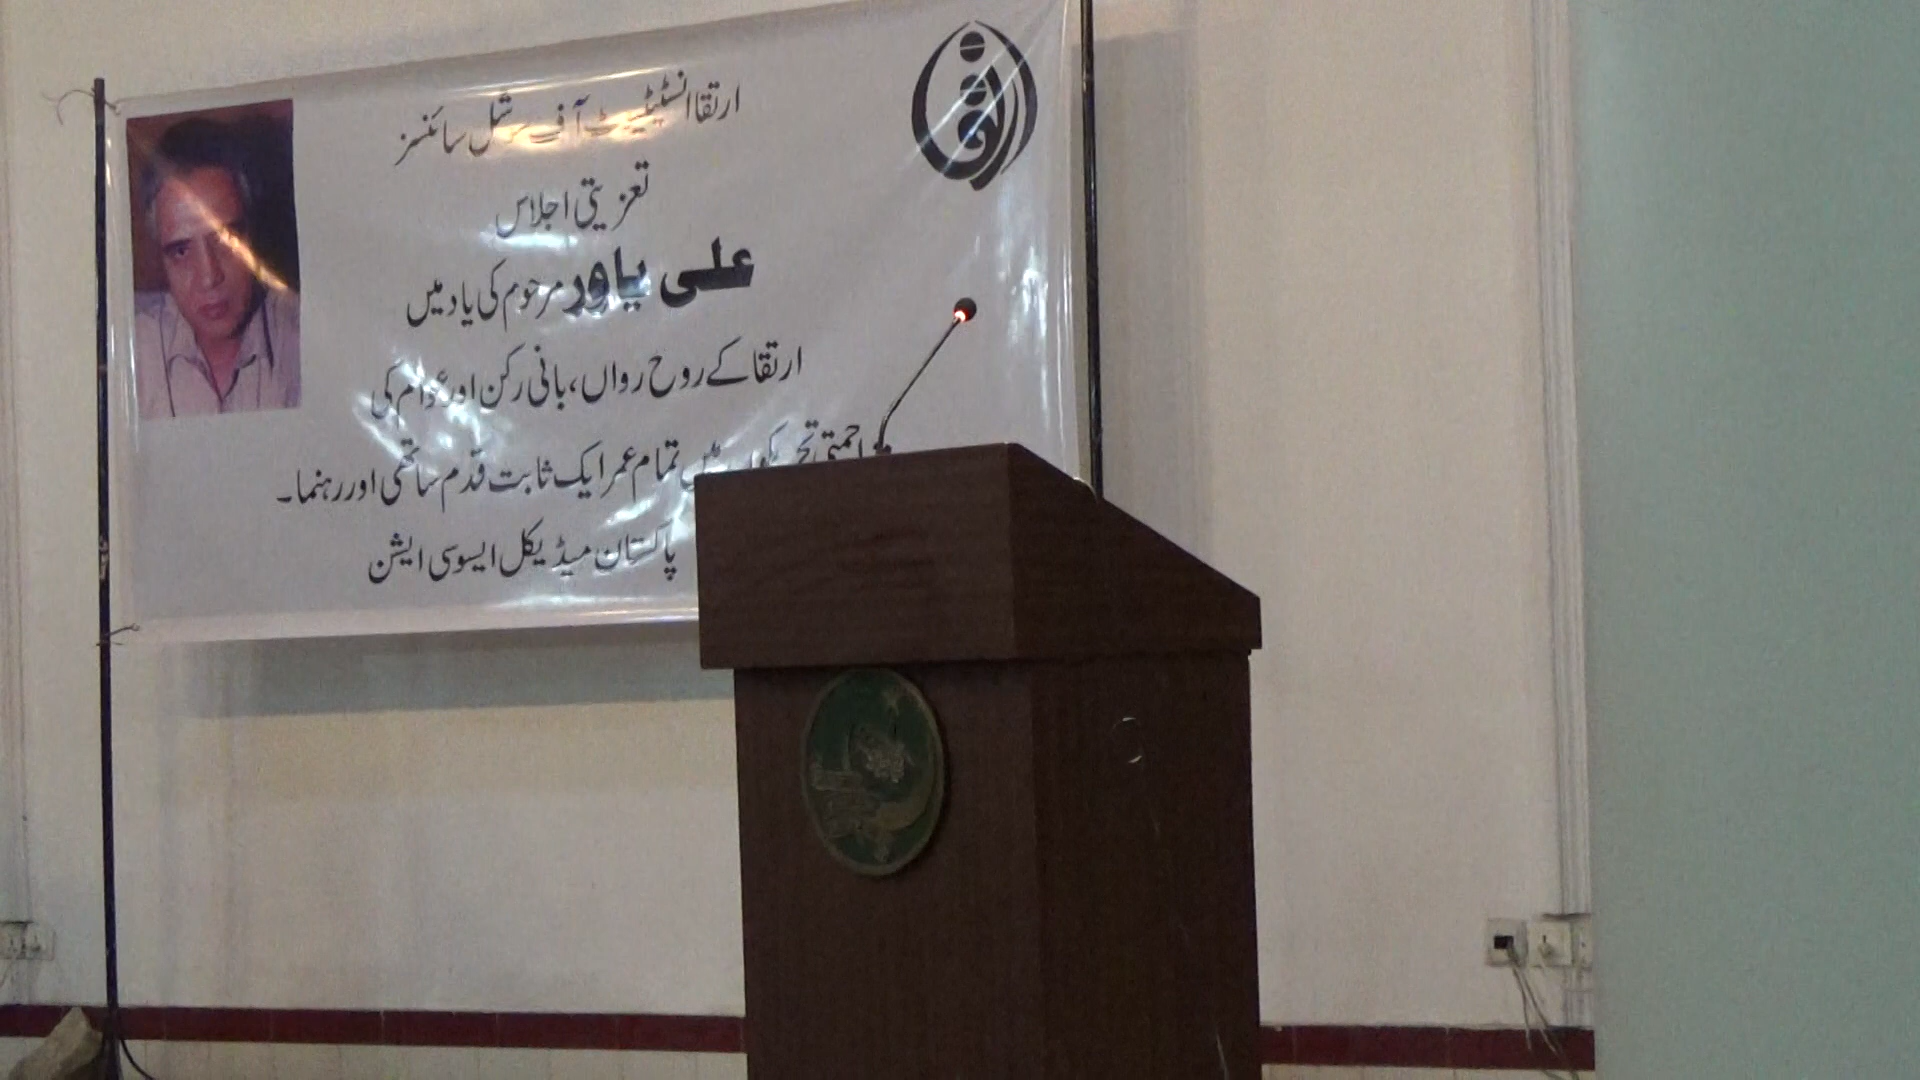 ارتقا انسٹیٹیوٹ آف سوشل سائنسز
تعزیتی اجلاس
علی یاور مرحوم کی یاد میں
ارتقا کے روح رواں، بانی رکن اور عوام کی
تمام عمر ایک ثابت قدم ساتھی اور رہنما۔
پاکستان میڈیکل ایسوسی ایشن
ارتقا